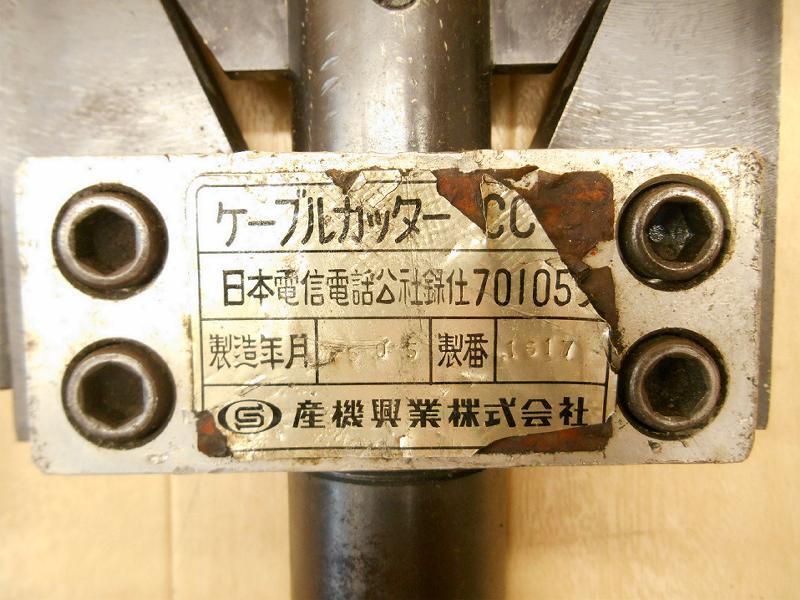 ケーブルカッター CC
日本電信電話公社録仕70105
製造年月 製番 1517
S 産機興業株式会社